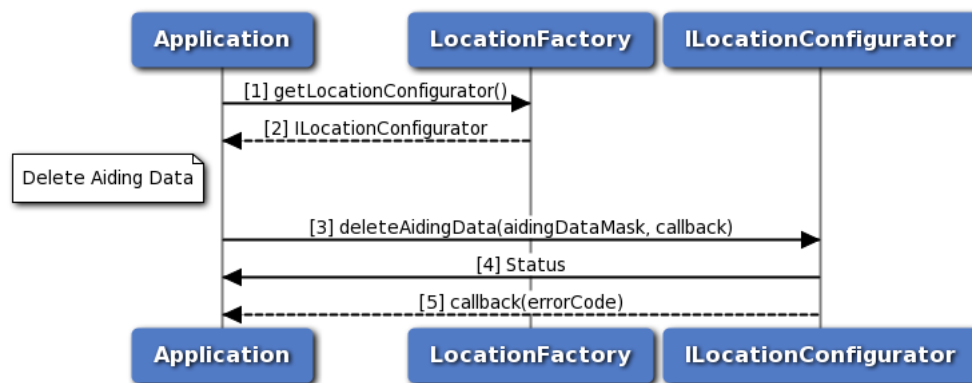 Application LocationFactory ILocationConfigurator
[1] getLocationConfigurator()
[2] ILocationConfigurator
Delete Aiding Data
[3] deleteAidingData(aidingDataMask, callback)
[4] Status
[5] callback(errorCode)
Application LocationFactory ILocationConfigurator